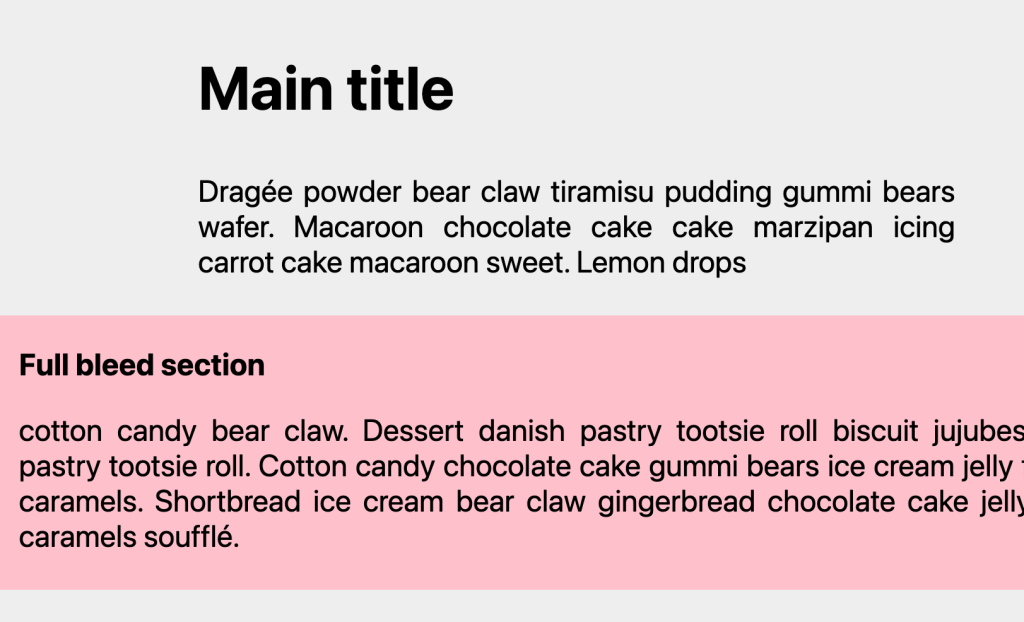 Main title
Dragée powder bear claw tiramisu pudding gummi bears
wafer. Macaroon chocolate cake cake marzipan icing
carrot cake macaroon sweet. Lemon drops
Full bleed section
cotton candy bear claw. Dessert danish pastry tootsie roll biscuit jujubes
pastry tootsie roll. Cotton candy chocolate cake gummi bears ice cream jelly
caramels. Shortbread ice cream bear claw gingerbread chocolate cake jelly
caramels soufflé.